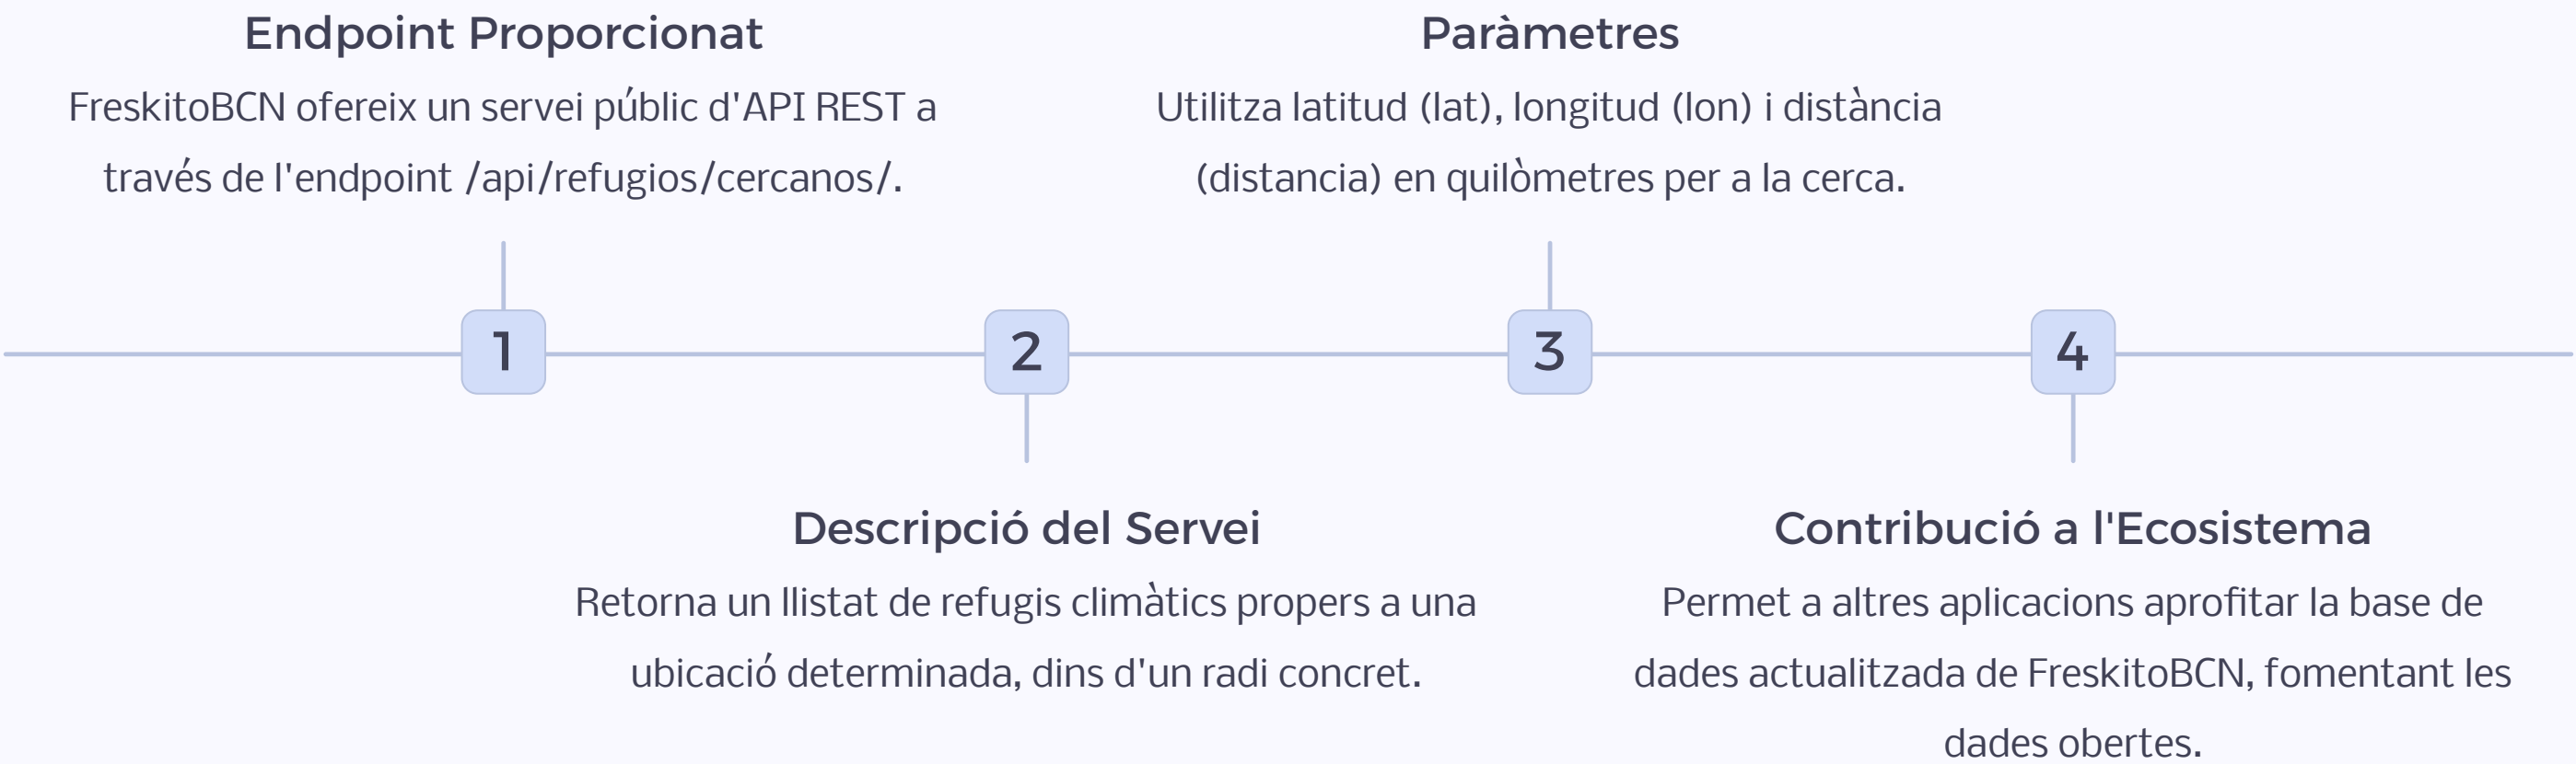 Endpoint Proporcionat
FreskitoBCN ofereix un servei públic d'API REST a
través de l'endpoint /api/refugios/cercanos/.
1
Descripció del Servei
Retorna un llistat de refugis climàtics propers a una
ubicació determinada, dins d'un radi concret.
2
Paràmetres
Utilitza latitud (lat), longitud (lon) i distància
(distancia) en quilòmetres per a la cerca.
3
Contribució a l'Ecosistema
Permet a altres aplicacions aprofitar la base de
dades actualitzada de FreskitoBCN, fomentant les
dades obertes.
4